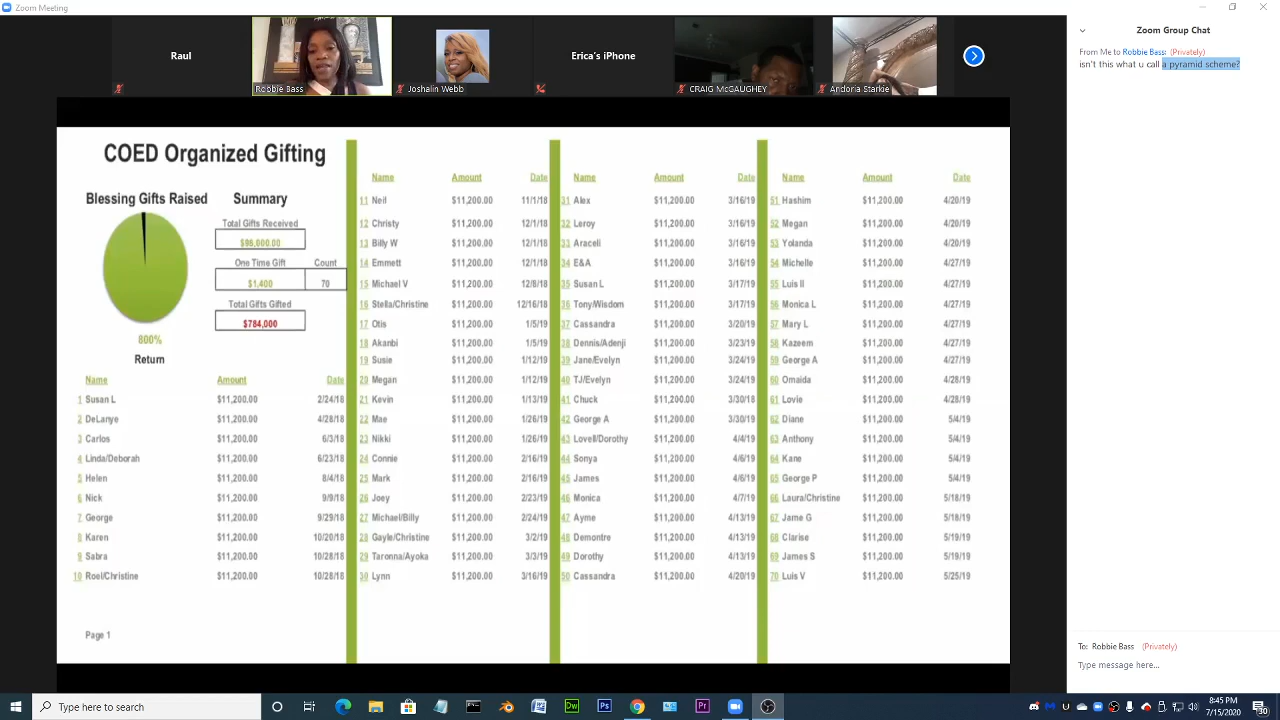 Zoom Meeting
Raul
Robbie Bass
Joshalin Webb
Erica's iPhone
CRAIG McGAUGHEY
Andoria Starkie
Zoom Group Chat
From Me to Robbie Bass: (Privately)
isn't this what u call a pyramid scheme?
COED Organized Gifting
Blessing Gifts Raised
Summary
Total Gifts Received
$98,000.00
One Time Gift Count
$1,400 70
Total Gifts Gifted
$784,000
800%
Return
Name Amount Date
1 Susan L $11,200.00 2/24/18
2 DeLanye $11,200.00 4/28/18
3 Carlos $11,200.00 6/3/18
4 Linda/Deborah $11,200.00 6/23/18
5 Helen $11,200.00 8/4/18
6 Nick $11,200.00 9/9/18
7 George $11,200.00 9/29/18
8 Karen $11,200.00 10/20/18
9 Sabra $11,200.00 10/28/18
10 Roel/Christine $11,200.00 10/28/18
Page 1
Name Amount Date
11 Neil $11,200.00 11/1/18
12 Christy $11,200.00 12/1/18
13 Billy W $11,200.00 12/1/18
14 Emmett $11,200.00 12/1/18
15 Michael V $11,200.00 12/8/18
16 Stella/Christine $11,200.00 12/16/18
17 Otis $11,200.00 1/5/19
18 Akanbi $11,200.00 1/5/19
19 Susie $11,200.00 1/12/19
20 Megan $11,200.00 1/12/19
21 Kevin $11,200.00 1/13/19
22 Mae $11,200.00 1/26/19
23 Nikki $11,200.00 1/26/19
24 Connie $11,200.00 2/16/19
25 Mark $11,200.00 2/16/19
26 Joey $11,200.00 2/23/19
27 Michael/Billy $11,200.00 2/24/19
28 Gayle/Christine $11,200.00 3/2/19
29 Taronna/Ayoka $11,200.00 3/3/19
30 Lynn $11,200.00 3/16/19
Name Amount Date
31 Alex $11,200.00 3/16/19
32 Leroy $11,200.00 3/16/19
33 Araceli $11,200.00 3/16/19
34 E&A $11,200.00 3/16/19
35 Susan L $11,200.00 3/17/19
36 Tony/Wisdom $11,200.00 3/17/19
37 Cassandra $11,200.00 3/20/19
38 Dennis/Adenji $11,200.00 3/23/19
39 Jane/Evelyn $11,200.00 3/24/19
40 TJ/Evelyn $11,200.00 3/24/19
41 Chuck $11,200.00 3/30/18
42 George A $11,200.00 3/30/19
43 Lovell/Dorothy $11,200.00 4/4/19
44 Sonya $11,200.00 4/6/19
45 James $11,200.00 4/6/19
46 Monica $11,200.00 4/7/19
47 Ayme $11,200.00 4/13/19
48 Demontre $11,200.00 4/13/19
49 Dorothy $11,200.00 4/13/19
50 Cassandra $11,200.00 4/20/19
Name Amount Date
51 Hashim $11,200.00 4/20/19
52 Megan $11,200.00 4/20/19
53 Yolanda $11,200.00 4/20/19
54 Michelle $11,200.00 4/27/19
55 Luis II $11,200.00 4/27/19
56 Monica L $11,200.00 4/27/19
57 Mary L $11,200.00 4/27/19
58 Kazeem $11,200.00 4/27/19
59 George A $11,200.00 4/27/19
60 Omaida $11,200.00 4/28/19
61 Lovie $11,200.00 4/28/19
62 Diane $11,200.00 5/4/19
63 Anthony $11,200.00 5/4/19
64 Kane $11,200.00 5/4/19
65 George P $11,200.00 5/4/19
66 Laura/Christine $11,200.00 5/18/19
67 Jame G $11,200.00 5/18/19
68 Clarise $11,200.00 5/19/19
69 James S $11,200.00 5/19/19
70 Luis V $11,200.00 5/25/19
To: Robbie Bass (Privately)
Type message here...
Type here to search
Dw
Ps
Pr
8:45 PM
7/15/2020